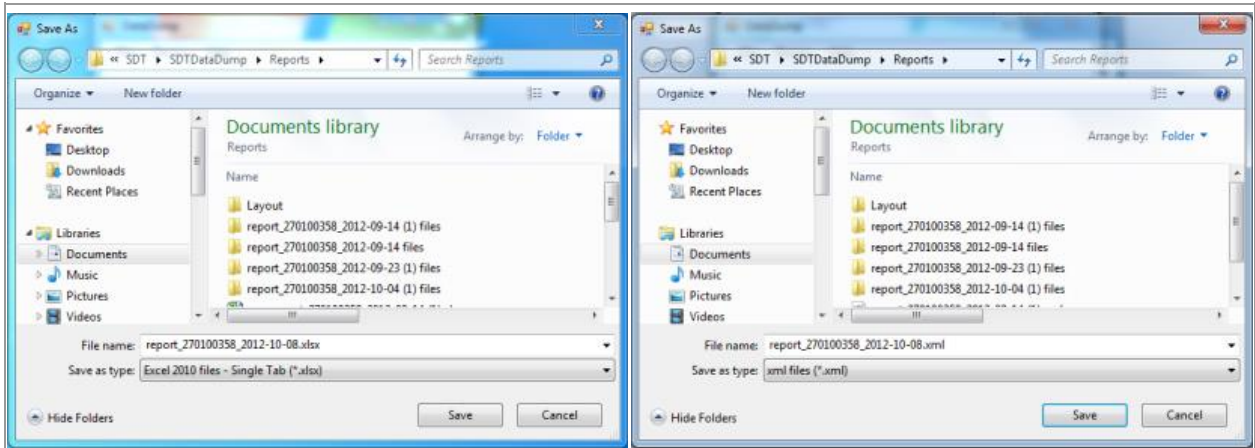 Save As
« SDT ▸ SDTDataDump ▸ Reports ▸
Search Reports
Organize ▾ New folder
Favorites
Desktop
Downloads
Recent Places
Libraries
Documents
Music
Pictures
Videos
Documents library
Reports
Arrange by: Folder ▾
Name
Layout
report_270100358_2012-09-14 (1) files
report_270100358_2012-09-14 files
report_270100358_2012-09-23 (1) files
report_270100358_2012-10-04 (1) files
File name: report_270100358_2012-10-08.xlsx
Save as type: Excel 2010 files - Single Tab (*.xlsx)
Hide Folders
Save Cancel
Save As
« SDT ▸ SDTDataDump ▸ Reports ▸
Search Reports
Organize ▾ New folder
Favorites
Desktop
Downloads
Recent Places
Libraries
Documents
Music
Pictures
Videos
Documents library
Reports
Arrange by: Folder ▾
Name
Layout
report_270100358_2012-09-14 (1) files
report_270100358_2012-09-14 files
report_270100358_2012-09-23 (1) files
report_270100358_2012-10-04 (1) files
File name: report_270100358_2012-10-08.xml
Save as type: xml files (*.xml)
Hide Folders
Save Cancel